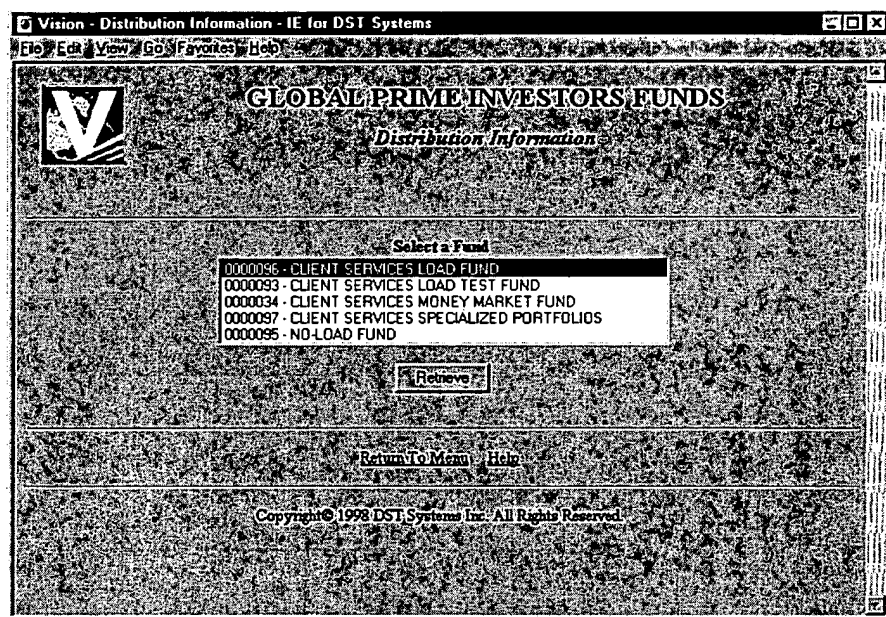 Vision - Distribution Information - IE for DST Systems
File Edit View Go Favorites Help
V
GLOBAL PRIME INVESTORS FUNDS
Distribution Information
Select a Fund
0000096 - CLIENT SERVICES LOAD FUND
0000093 - CLIENT SERVICES LOAD TEST FUND
0000034 - CLIENT SERVICES MONEY MARKET FUND
0000097 - CLIENT SERVICES SPECIALIZED PORTFOLIOS
0000095 - NO-LOAD FUND
Retrieve
Return To Menu Help
Copyright© 1998 DST Systems Inc. All Rights Reserved.